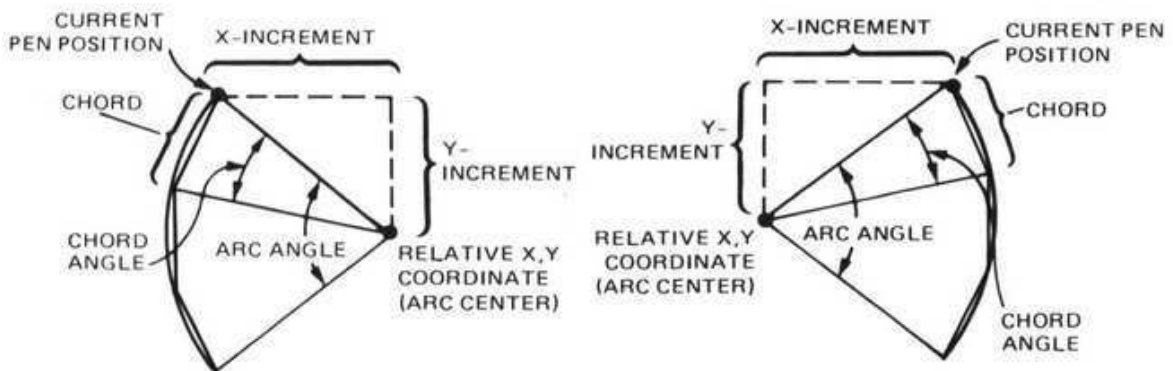 CURRENT
PEN POSITION
X-INCREMENT
CHORD
Y-
INCREMENT
CHORD
ANGLE
ARC ANGLE
RELATIVE X,Y
COORDINATE
(ARC CENTER)
X-INCREMENT
CURRENT PEN
POSITION
CHORD
Y-
INCREMENT
RELATIVE X,Y
COORDINATE
(ARC CENTER)
ARC ANGLE
CHORD
ANGLE